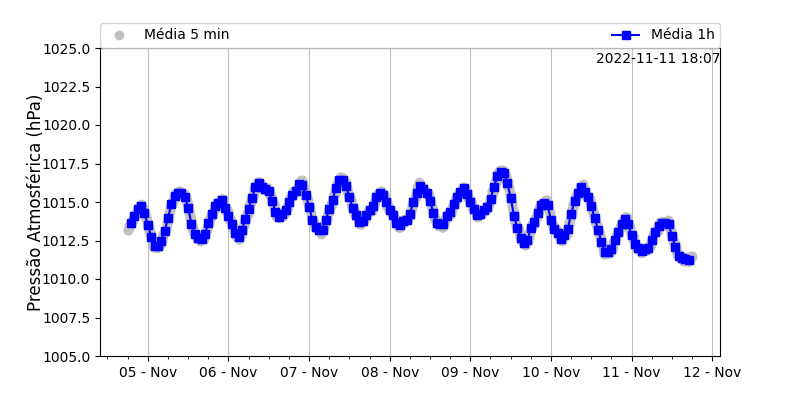 Média 5 min
Média 1h
2022-11-11 18:07
Pressão Atmosférica (hPa)
1025.0
1022.5
1020.0
1017.5
1015.0
1012.5
1010.0
1007.5
1005.0
05 - Nov
06 - Nov
07 - Nov
08 - Nov
09 - Nov
10 - Nov
11 - Nov
12 - Nov